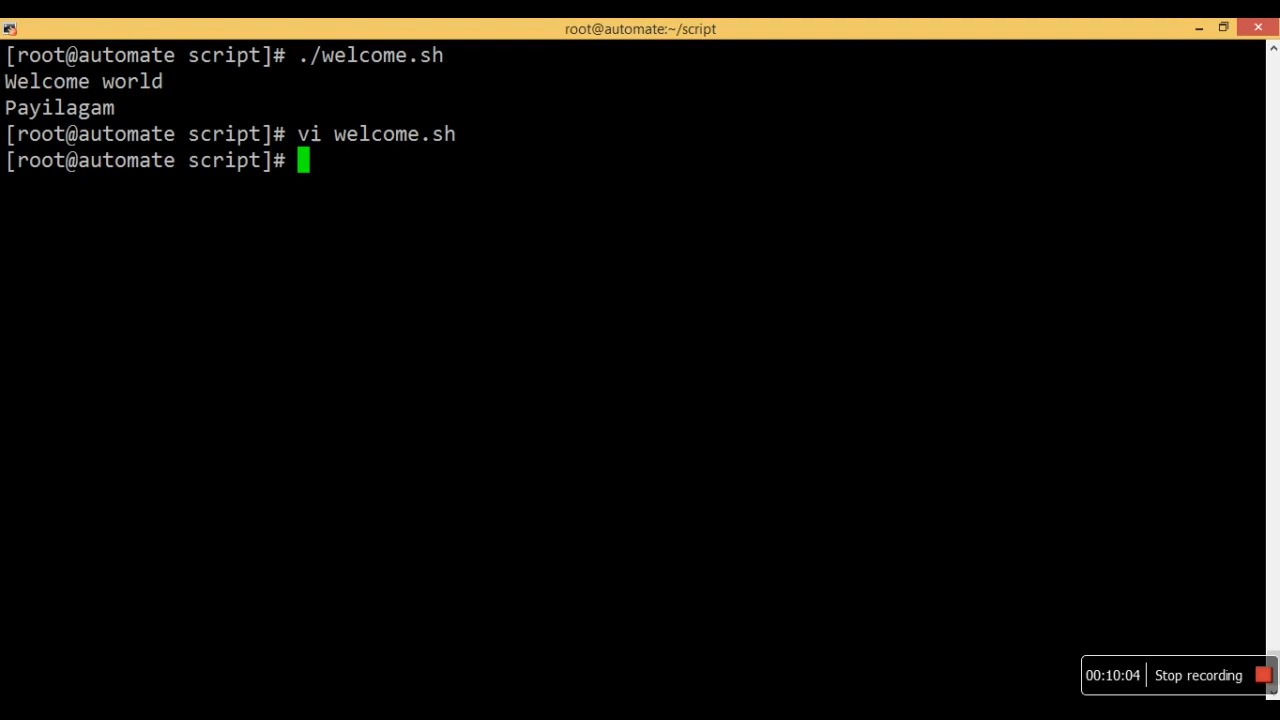 root@automate:~/script
[root@automate script]# ./welcome.sh
Welcome world
Payilagam
[root@automate script]# vi welcome.sh
[root@automate script]#
00:10:04 Stop recording